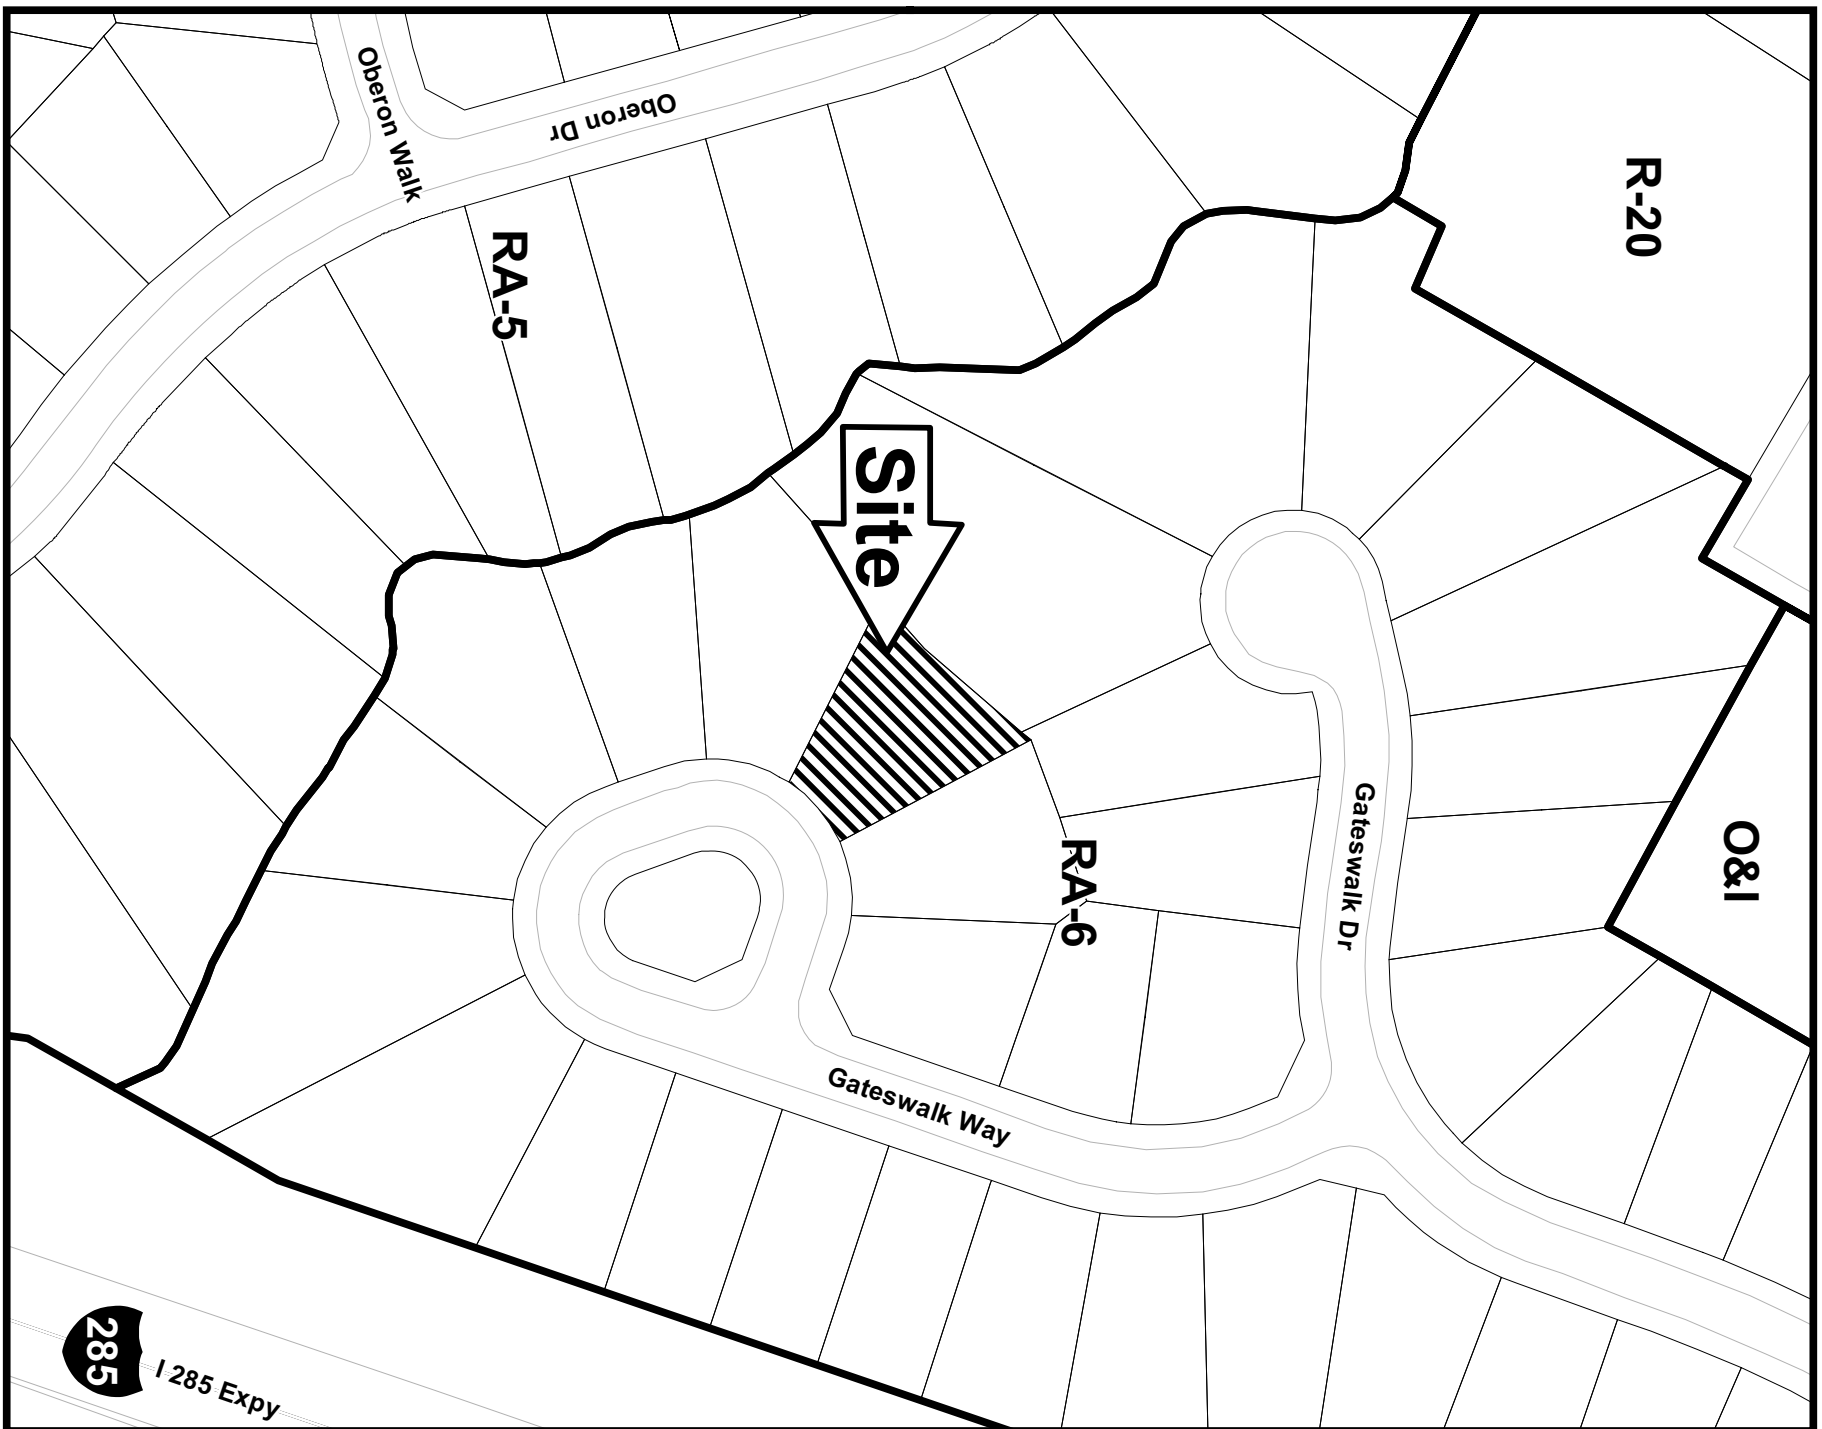 Oberon Walk
Oberon Dr
R-20
RA-5
Site
Gateswalk Dr
O&I
RA-6
Gateswalk Way
285
I 285 Expy